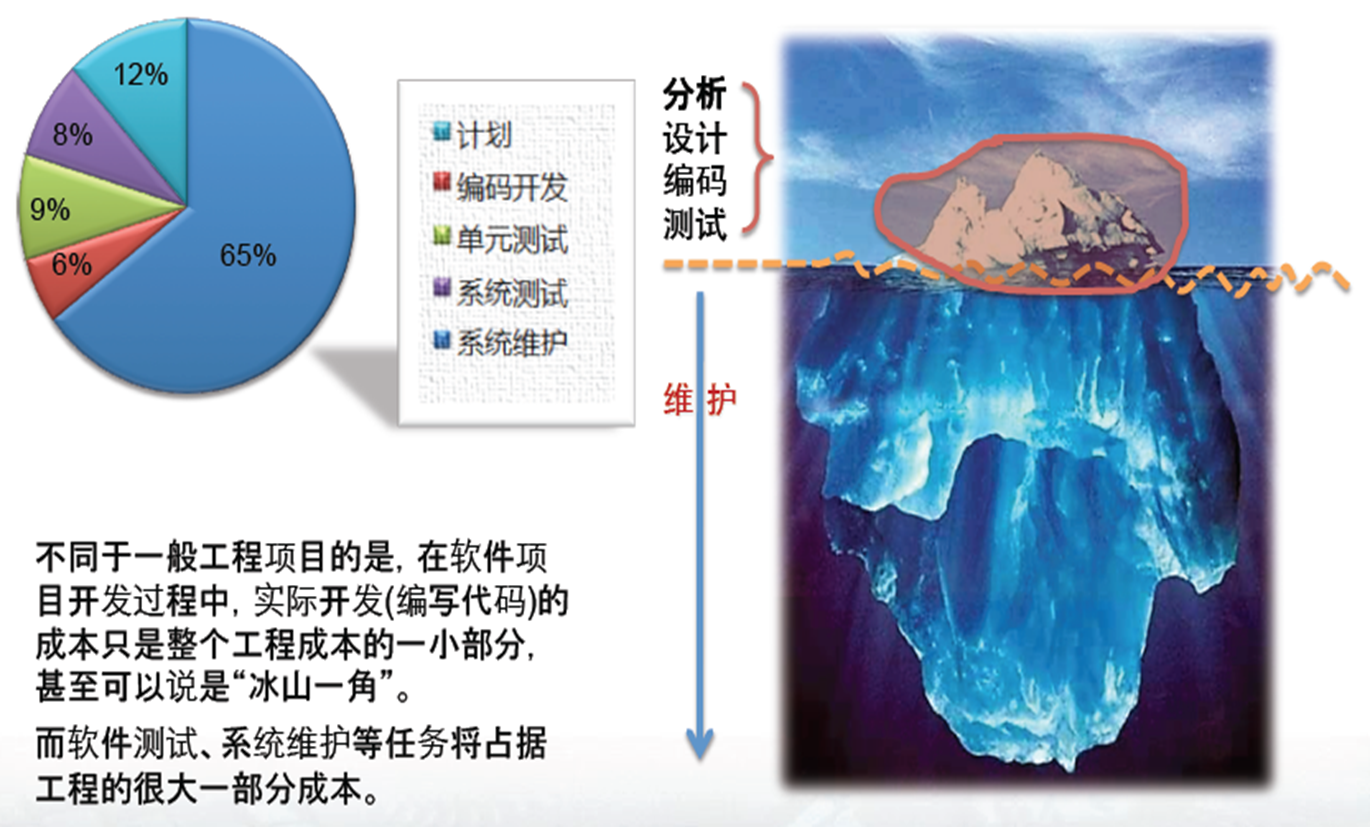 12%
8%
9%
6%
65%
计划
编码开发
单元测试
系统测试
系统维护
分析
设计
编码
测试
维护
不同于一般工程项目的是，在软件项
目开发过程中，实际开发(编写代码)的
成本只是整个工程成本的一小部分，
甚至可以说是“冰山一角”。
而软件测试、系统维护等任务将占据
工程的很大一部分成本。